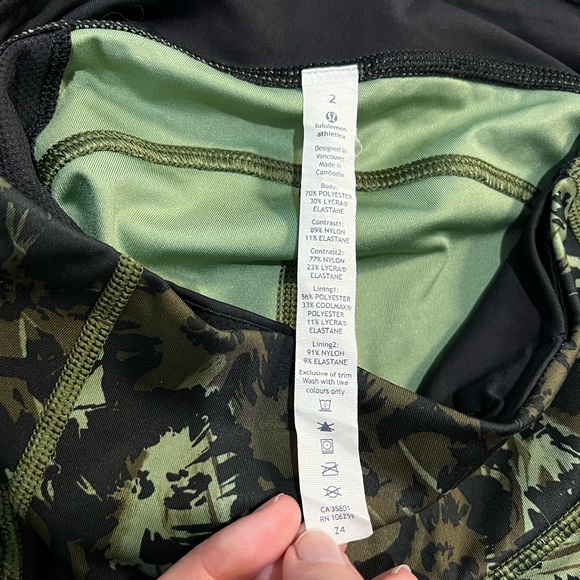 2
lululemon
athletica
Designed in
Vancouver
Made in
Cambodia
Body:
70% POLYESTER
30% LYCRA®
ELASTANE
Contrast1:
89% NYLON
11% ELASTANE
Contrast2:
77% NYLON
23% LYCRA®
ELASTANE
Lining1:
56% POLYESTER
33% COOLMAX®
POLYESTER
11% LYCRA®
ELASTANE
Lining2:
91% NYLON
9% ELASTANE
Exclusive of trim
Wash with like
colours only
CA 35801
RN 106259
Z4